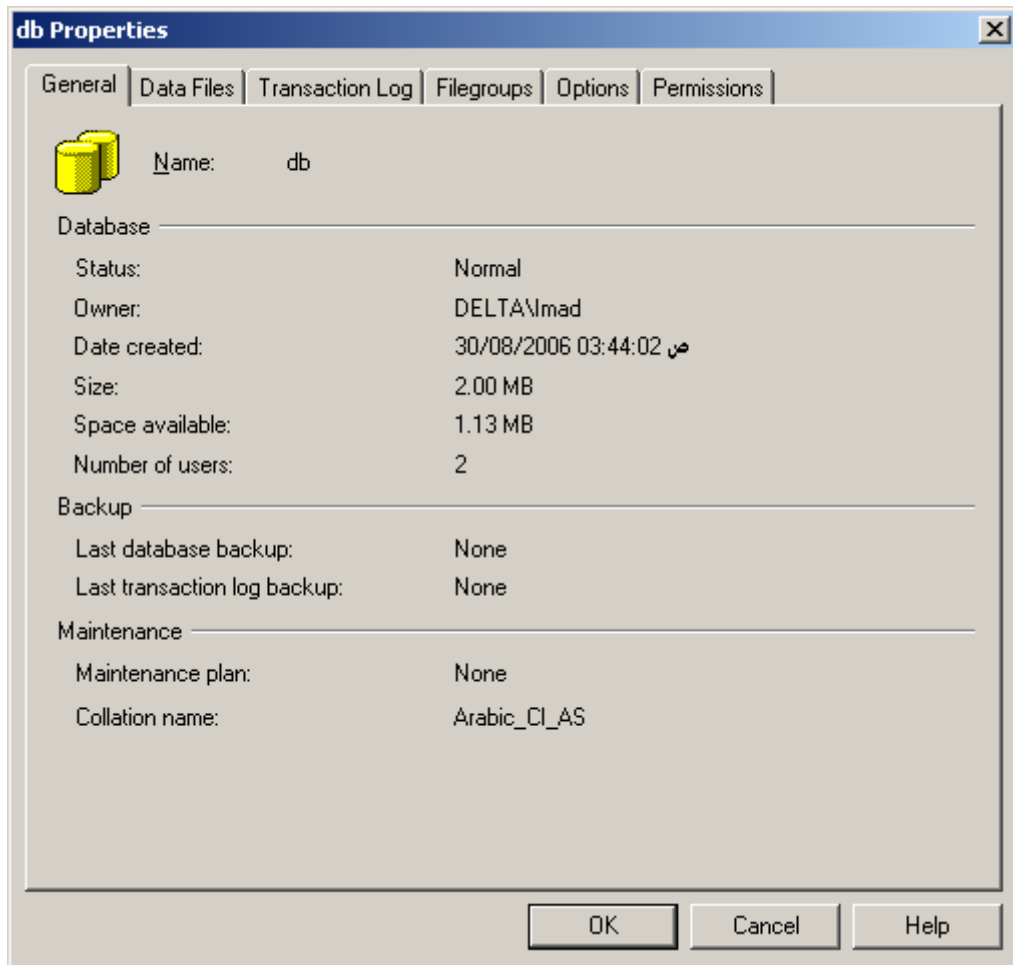 db Properties
General Data Files Transaction Log Filegroups Options Permissions
Name: db
Database
Status: Normal
Owner: DELTA\Imad
Date created: 30/08/2006 03:44:02 ص
Size: 2.00 MB
Space available: 1.13 MB
Number of users: 2
Backup
Last database backup: None
Last transaction log backup: None
Maintenance
Maintenance plan: None
Collation name: Arabic_CI_AS
OK Cancel Help